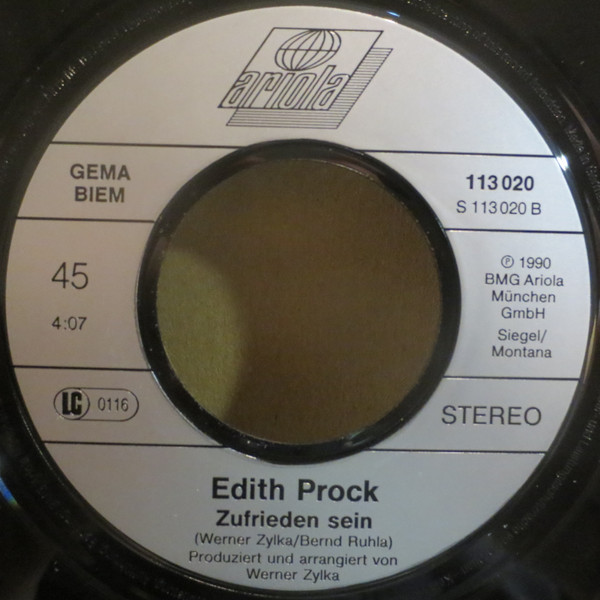 ariola
GEMA
BIEM
113 020
S 113 020 B
45
4:07
℗ 1990
BMG Ariola
München
GmbH
Siegel/
Montana
LC 0116
STEREO
Edith Prock
Zufrieden sein
(Werner Zylka/Bernd Ruhla)
Produziert und arrangiert von
Werner Zylka